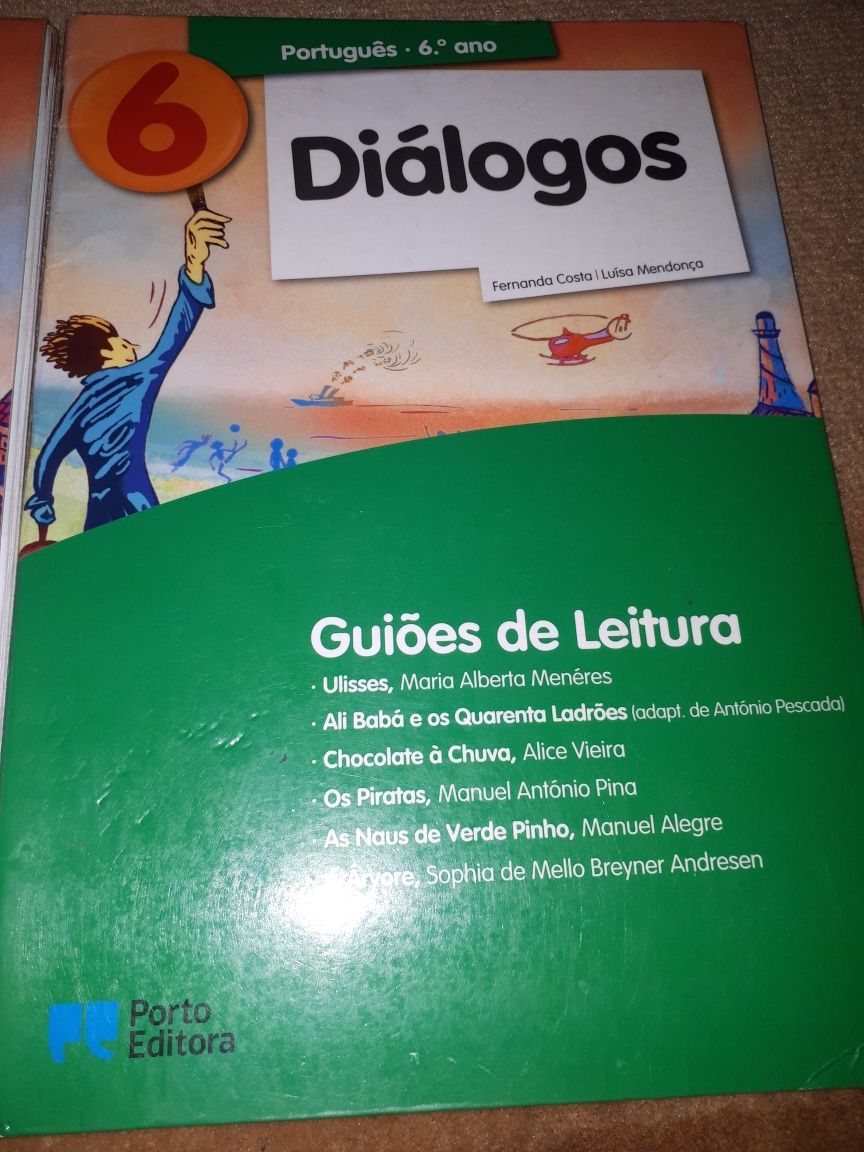 Português · 6.º ano
6
Diálogos
Fernanda Costa | Luísa Mendonça
Guiões de Leitura
· Ulisses, Maria Alberta Menéres
· Ali Babá e os Quarenta Ladrões (adapt. de António Pescada)
· Chocolate à Chuva, Alice Vieira
· Os Piratas, Manuel António Pina
· As Naus de Verde Pinho, Manuel Alegre
Árvore, Sophia de Mello Breyner Andresen
Porto
Editora